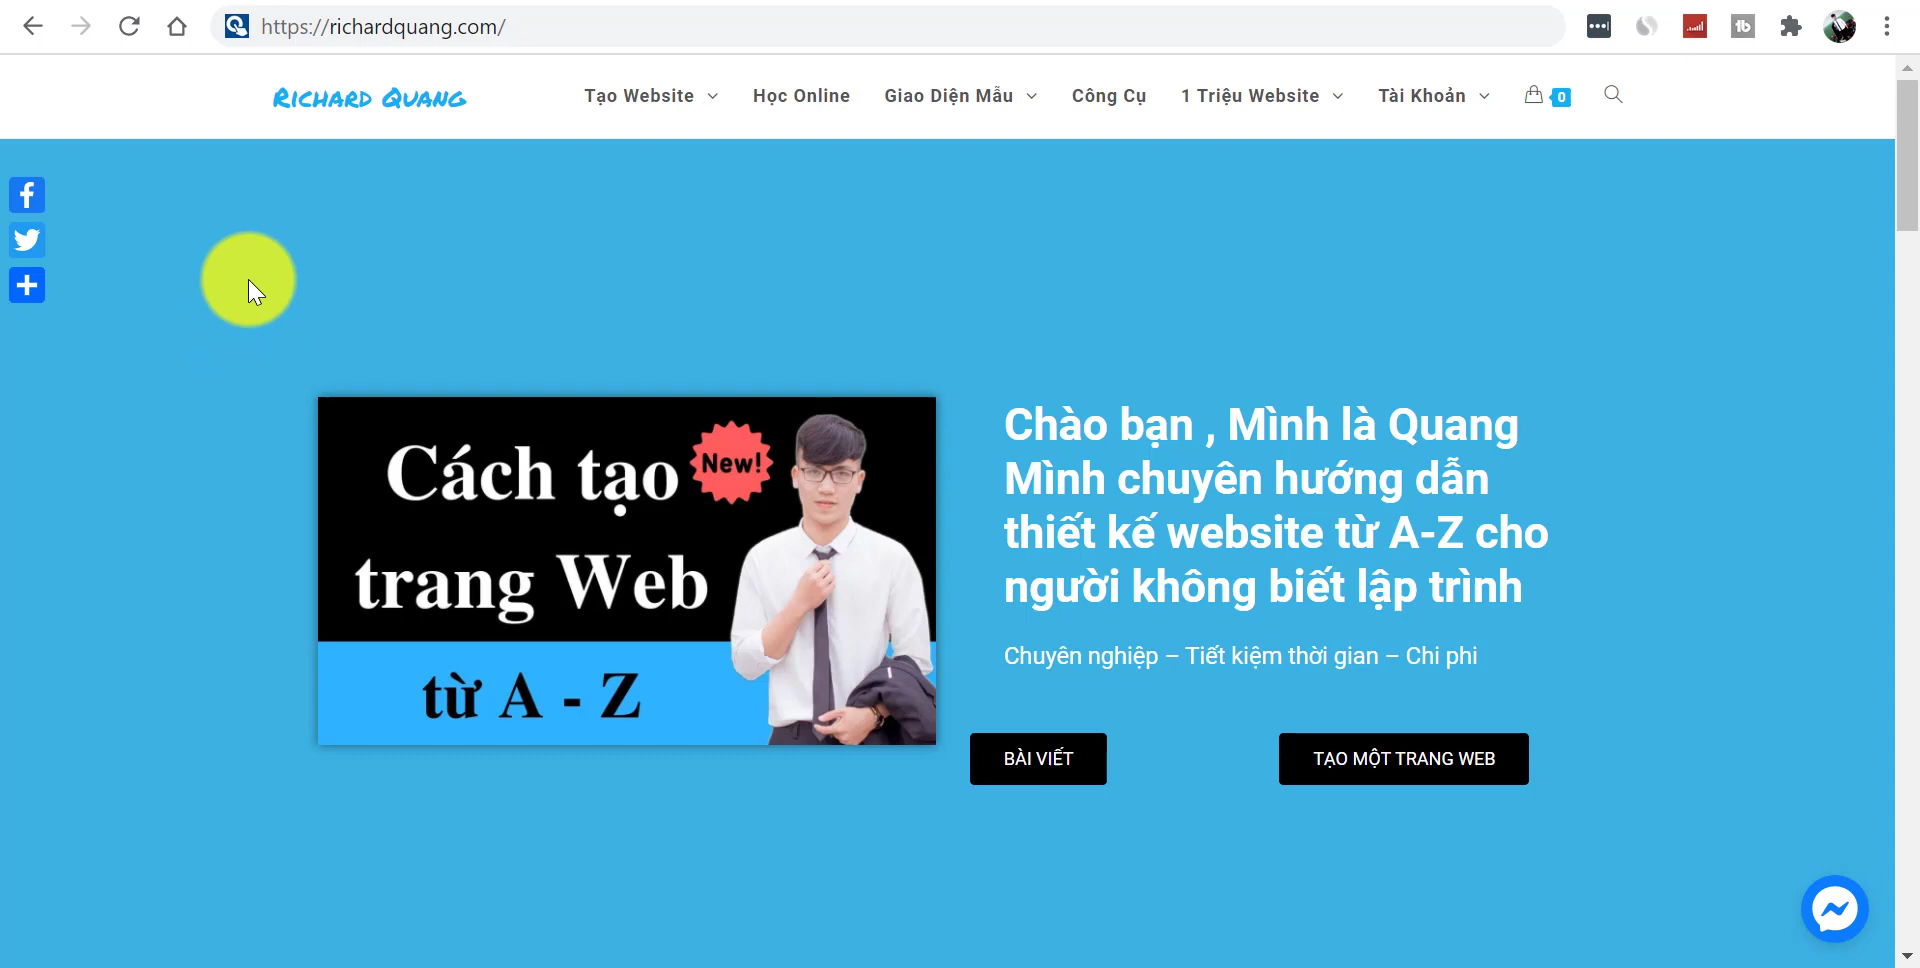 https://richardquang.com/
Richard Quang
Tạo Website
Học Online
Giao Diện Mẫu
Công Cụ
1 Triệu Website
Tài Khoản
0
Cách tạo
New!
trang Web
từ A - Z
Chào bạn , Mình là Quang
Mình chuyên hướng dẫn
thiết kế website từ A-Z cho
người không biết lập trình
Chuyên nghiệp – Tiết kiệm thời gian – Chi phi
BÀI VIẾT
TẠO MỘT TRANG WEB